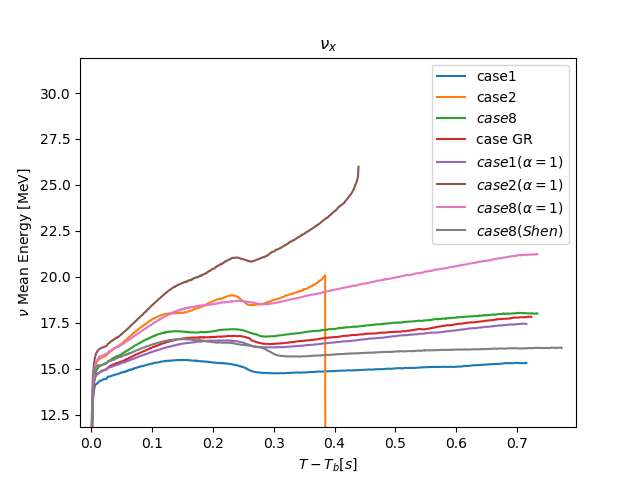 ν_x
30.0
27.5
25.0
22.5
20.0
17.5
15.0
12.5
ν Mean Energy [MeV]
case1
case2
case8
case GR
case1(α = 1)
case2(α = 1)
case8(α = 1)
case8(Shen)
0.0 0.1 0.2 0.3 0.4 0.5 0.6 0.7
T − T_b[s]